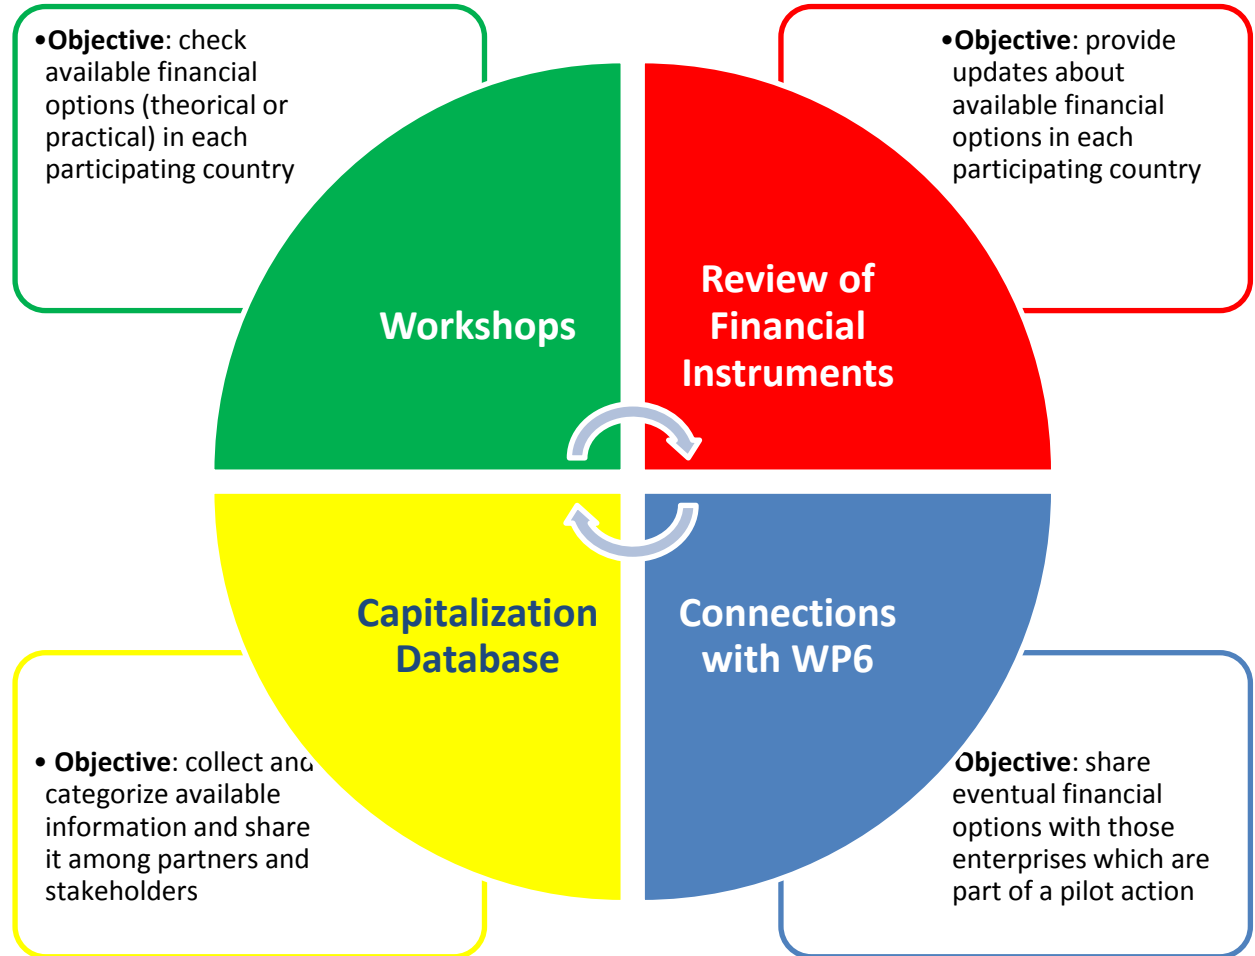 •Objective: check
available financial
options (theorical or
practical) in each
participating country
•Objective: provide
updates about
available financial
options in each
participating country
Workshops
Review of
Financial
Instruments
Capitalization
Database
Connections
with WP6
• Objective: collect and
categorize available
information and share
it among partners and
stakeholders
Objective: share
eventual financial
options with those
enterprises which are
part of a pilot action